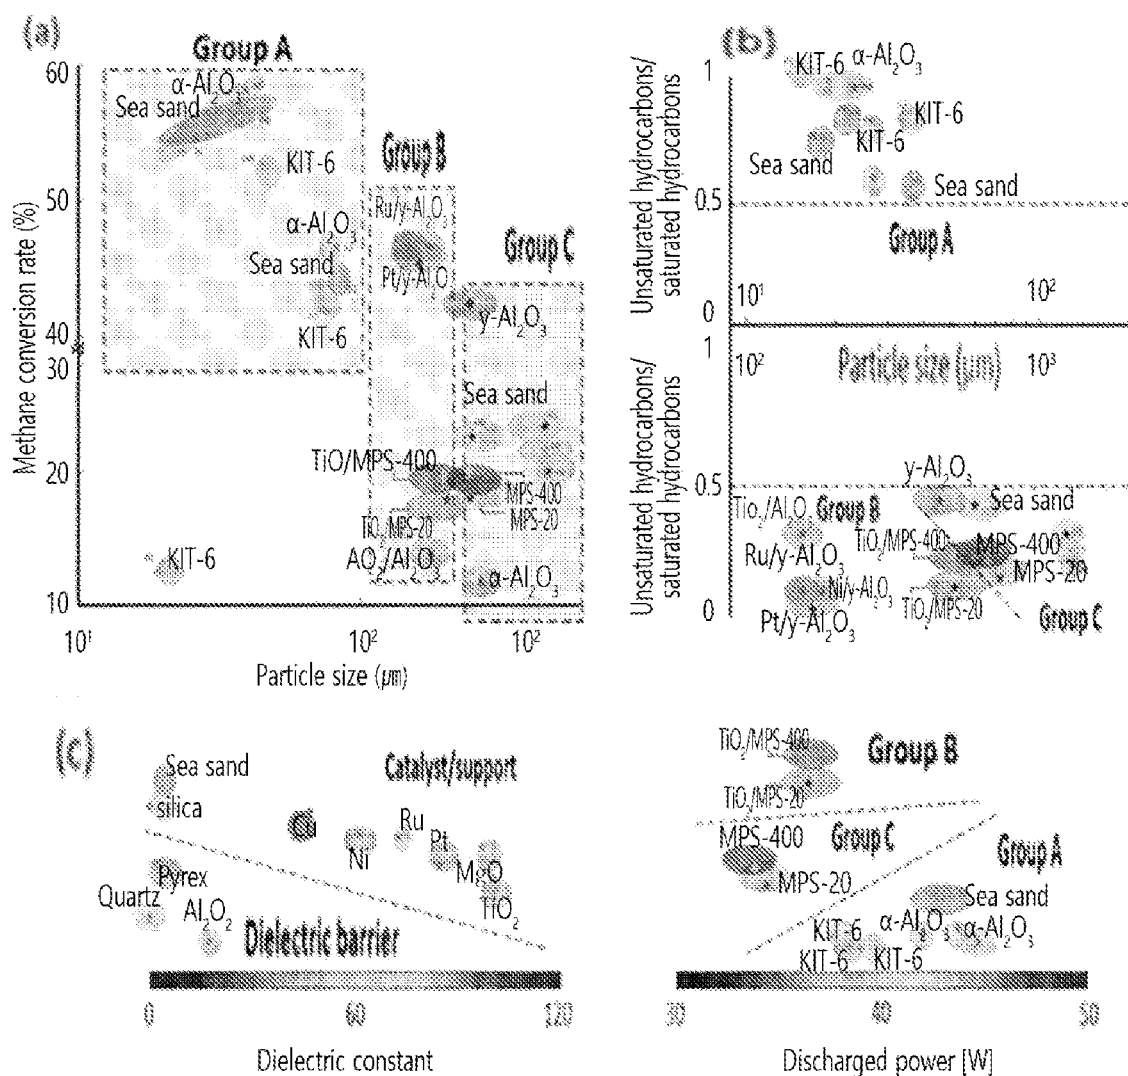 (a)
Group A
60
α-Al₂O₃
Sea sand
KIT-6
Group B
50
Ru/y-Al₂O₃
α-Al₂O₃
Group C
Sea sand
Pt/y-Al₂O
KIT-6
y-Al₂O₃
40
30
Sea sand
TiO/MPS-400
20
MPS-400
MPS-20
TiO₂/MPS-20
KIT-6
AO₂/Al₂O₃
α-Al₂O₃
10
10¹
10²
10²
Methane conversion rate (%)
Particle size (μm)
(b)
1
KIT-6
α-Al₂O₃
KIT-6
KIT-6
Sea sand
Sea sand
0.5
Group A
10¹
10²
0
Unsaturated hydrocarbons/
saturated hydrocarbons
1
10²
Particle size (μm)
10³
y-Al₂O₃
0.5
Tio₂/Al₂O
Group B
Sea sand
TiO₂/MPS-400
MPS-400
Ru/y-Al₂O₃
MPS-20
Ni/y-Al₂O₃
TiO₂/MPS-20
0
Pt/y-Al₂O₃
Group C
Unsaturated hydrocarbons/
saturated hydrocarbons
(c)
Sea sand
Catalyst/support
silica
Cu
Ru
Ni
Pt
MgO
Pyrex
TiO₂
Quartz
Al₂O₂
Dielectric barrier
0
60
120
Dielectric constant
TiO₂/MPS-400
Group B
TiO₂/MPS-20
MPS-400
Group C
Group A
MPS-20
Sea sand
KIT-6
α-Al₂O₃
α-Al₂O₃
KIT-6
KIT-6
30
40
50
Discharged power [W]